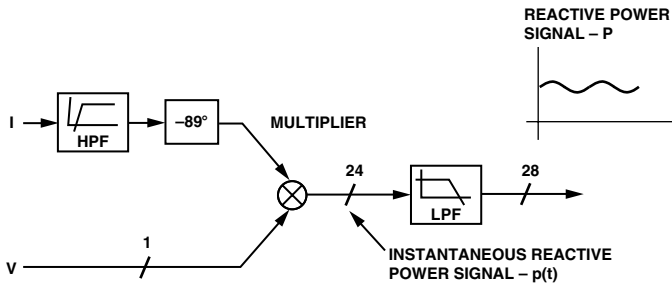 REACTIVE POWER
SIGNAL – P
I
HPF
–89°
MULTIPLIER
24
LPF
28
1
V
INSTANTANEOUS REACTIVE
POWER SIGNAL – p(t)